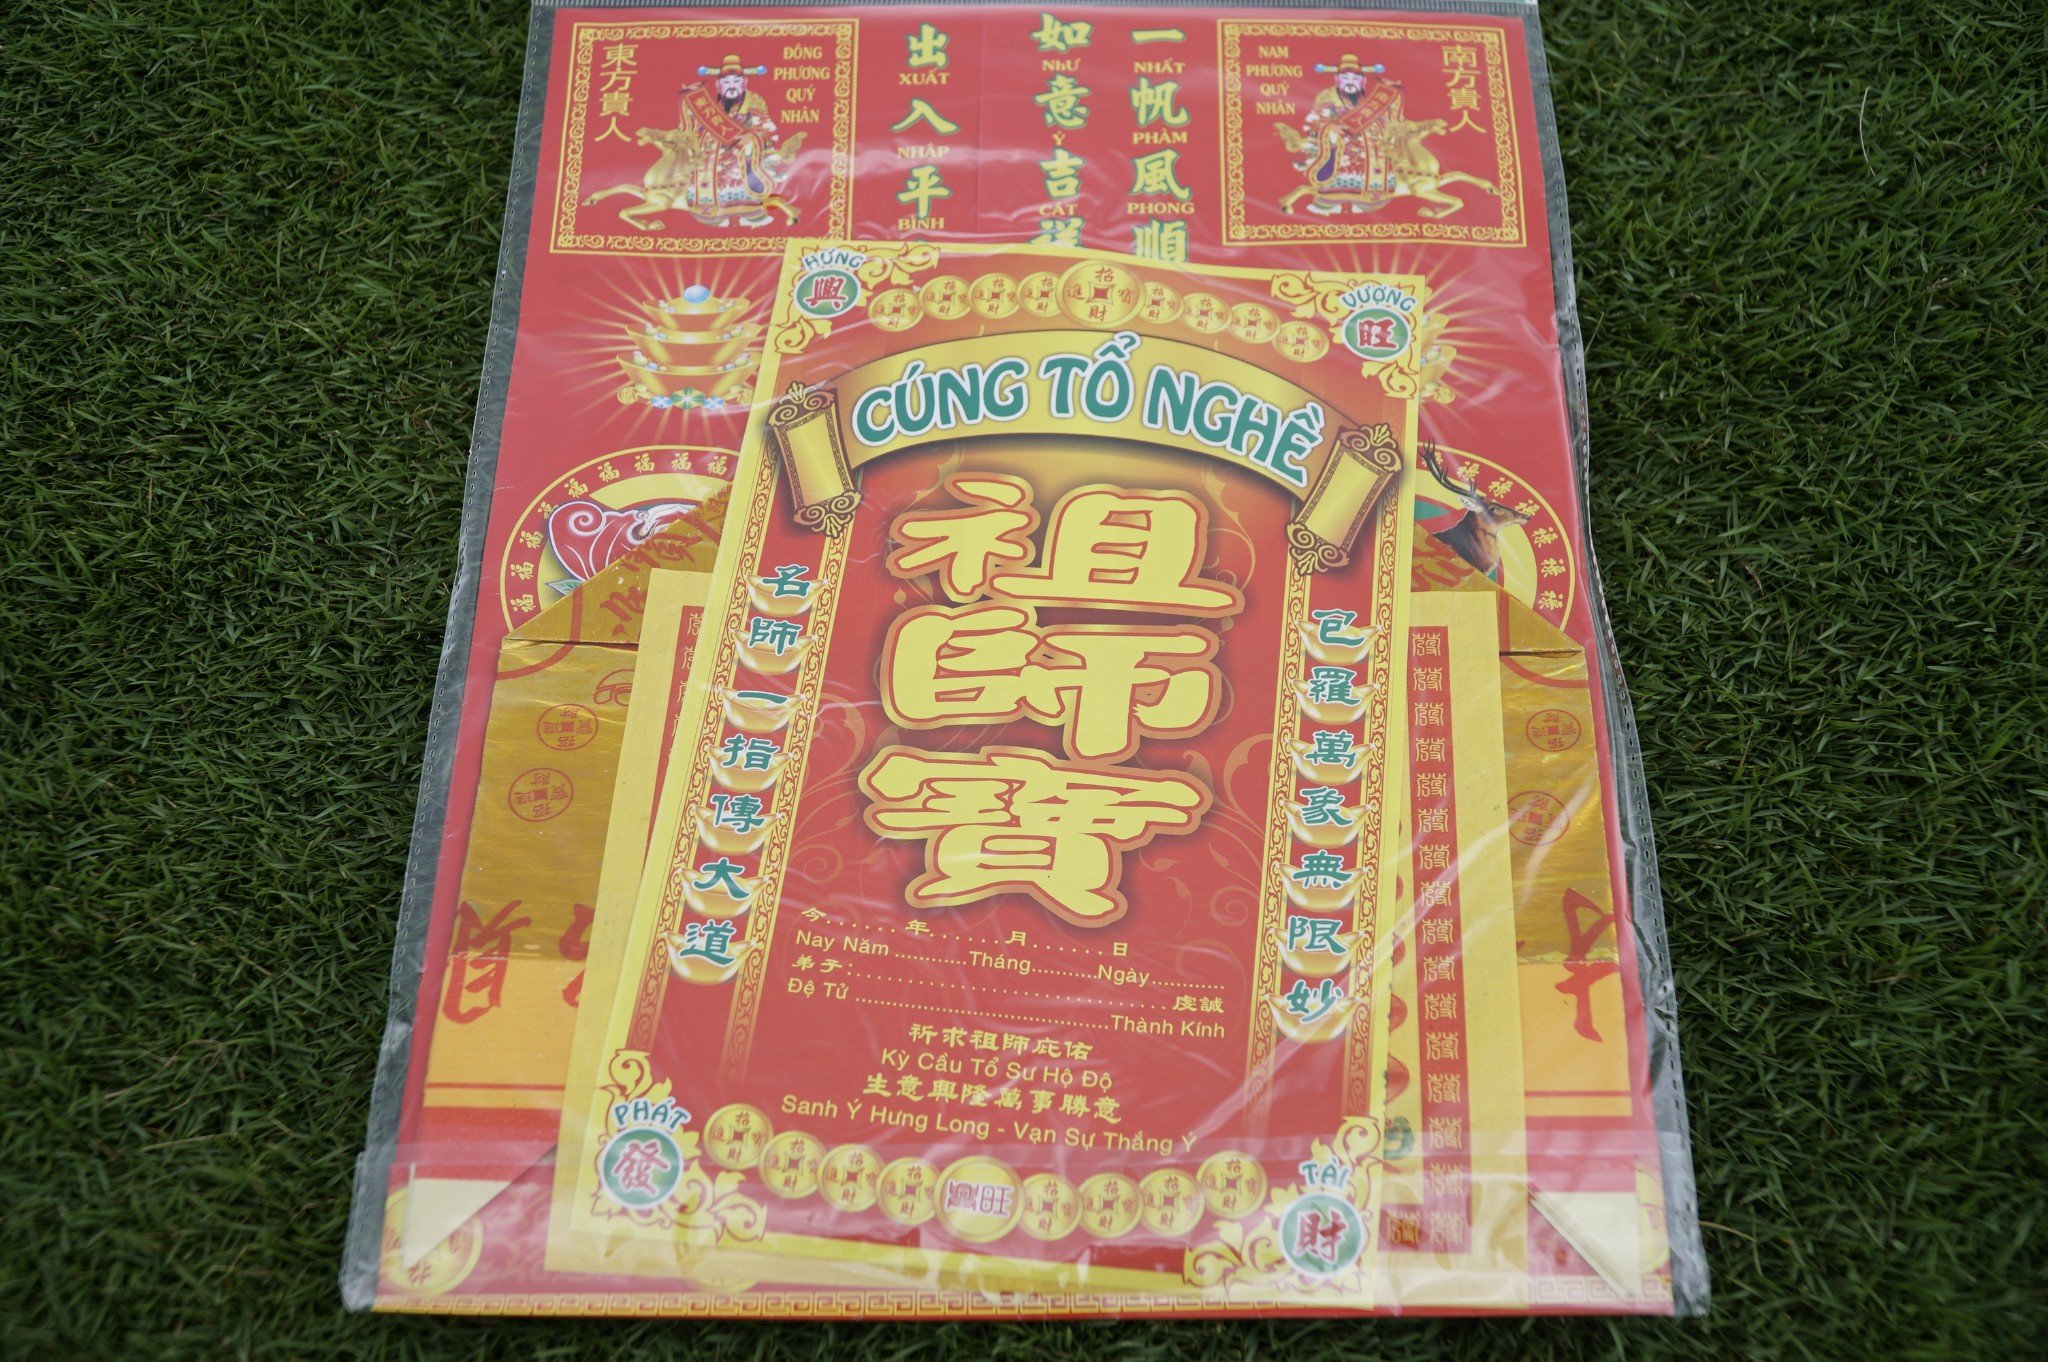 東方貴人
ĐÔNG
PHƯƠNG
QUÝ
NHÂN
出入平
XUẤT
NHẬP
BÌNH
如意吉祥
NHƯ
Ý
CÁT
一帆風順
NHẤT
PHÀM
PHONG
NAM
PHƯƠNG
QUÝ
NHÂN
南方貴人
HƯNG
興
招財進寶
VƯỢNG
旺
CÚNG TỔ NGHỀ
祖師寶
名師一指傳大道
包羅萬象無限妙
今......年......月......日
Nay Năm ............Tháng...........Ngày............
弟子:..............................虔誠
Đệ Tử ..........................................Thành Kính
祈求祖師庇佑
Kỳ Cầu Tổ Sư Hộ Độ
生意興隆萬事勝意
Sanh Ý Hưng Long - Vạn Sự Thắng Ý
PHÁT
發
TÀI
財